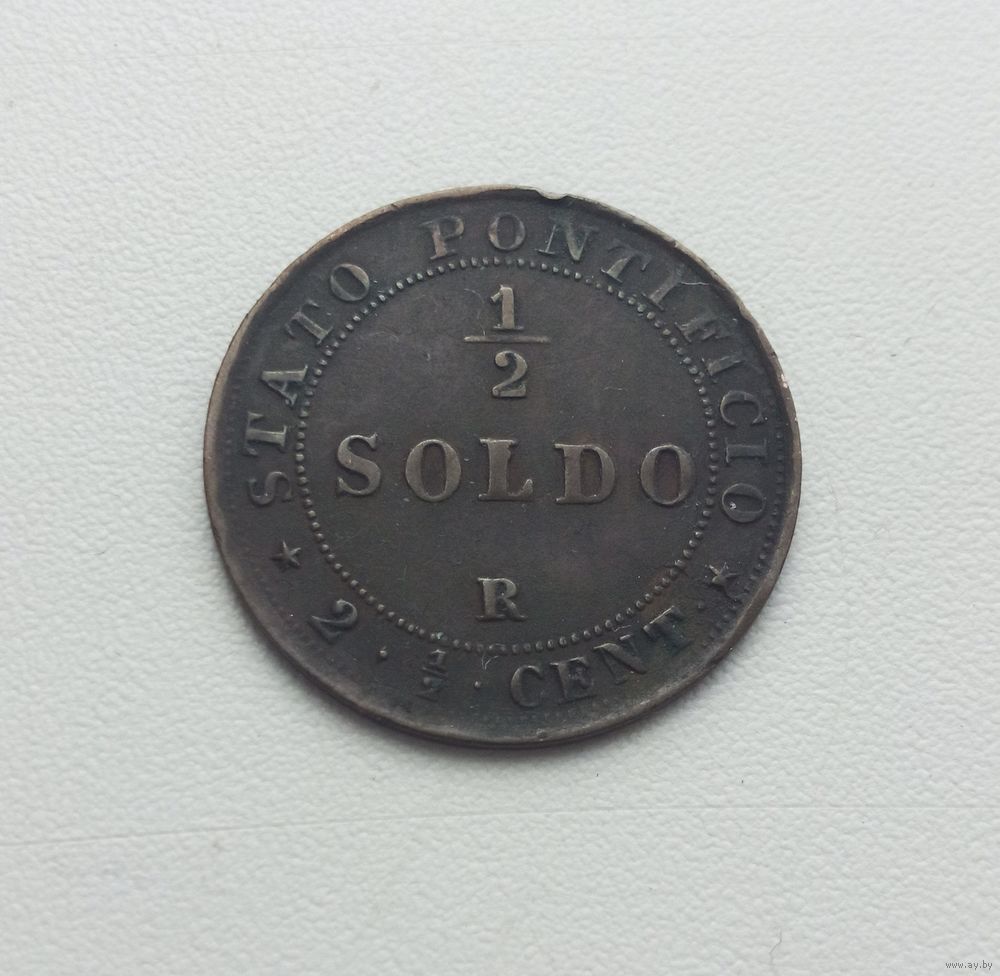 STATO PONTIFICIO
1/2
SOLDO
R
★ 2 · 1/2 · CENT. ★
www.ay.by